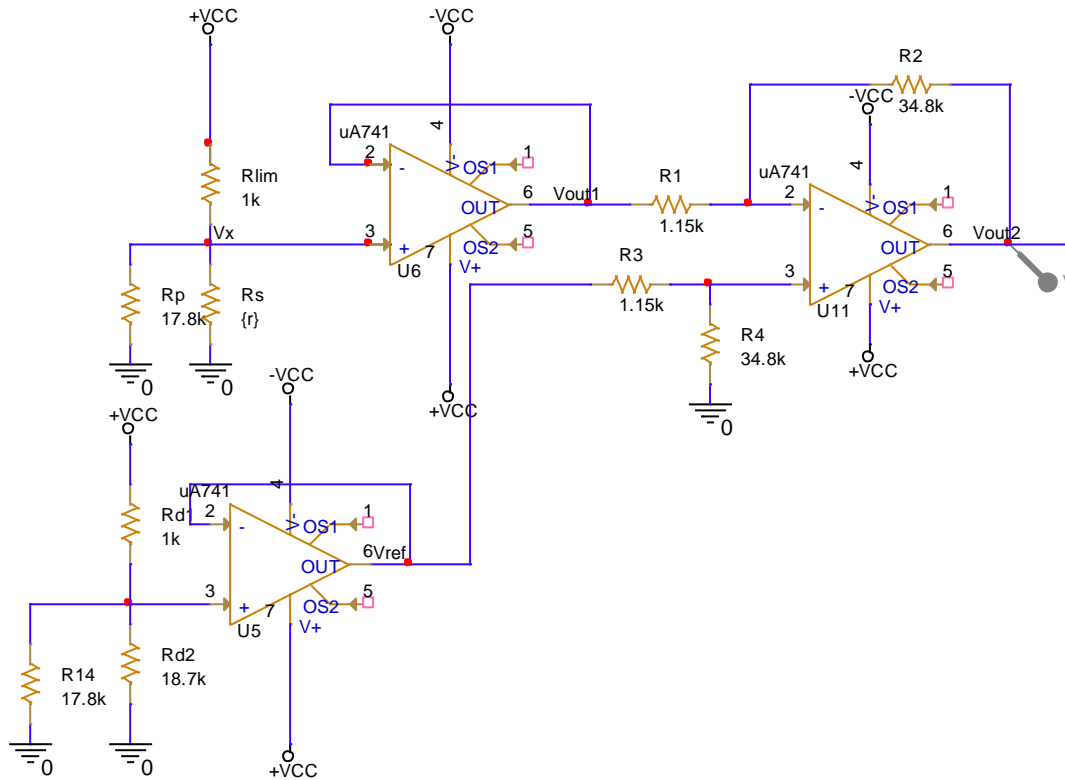 +VCC
-VCC
R2
34.8k
-VCC
uA741
4
2
-
V-
OS1
1
Rlim
1k
6
Vout1
OUT
R1
1.15k
uA741
4
2
-
V-
OS1
1
6
Vout2
OUT
Vx
3
+
7
OS2
5
U6
V+
R3
1.15k
3
+
7
OS2
5
U11
V+
V
Rp
17.8k
Rs
{r}
R4
34.8k
+VCC
0
0
-VCC
+VCC
0
+VCC
uA741
4
2
-
V-
OS1
1
Rd1
1k
6
Vref
OUT
3
+
7
OS2
5
U5
V+
R14
17.8k
Rd2
18.7k
0
0
+VCC